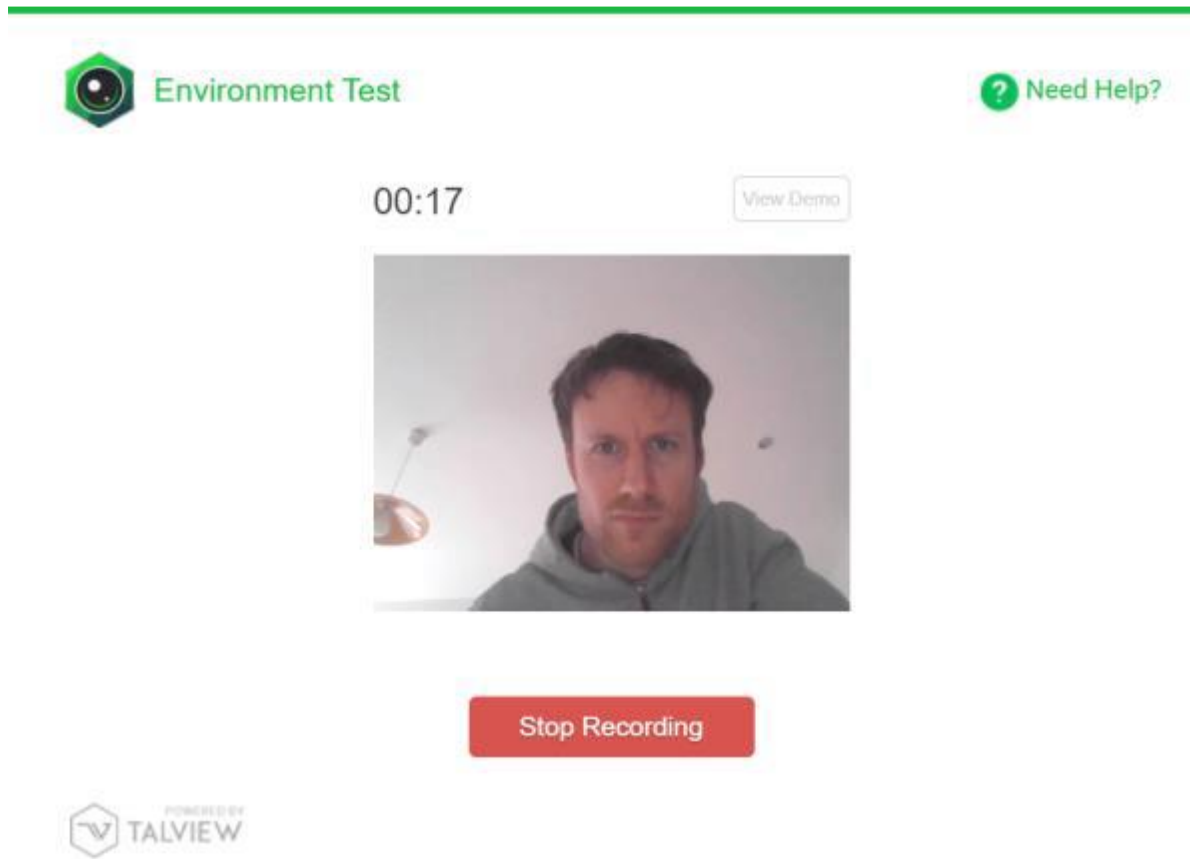 Environment Test
? Need Help?
00:17
View Demo
Stop Recording
POWERED BY
TALVIEW